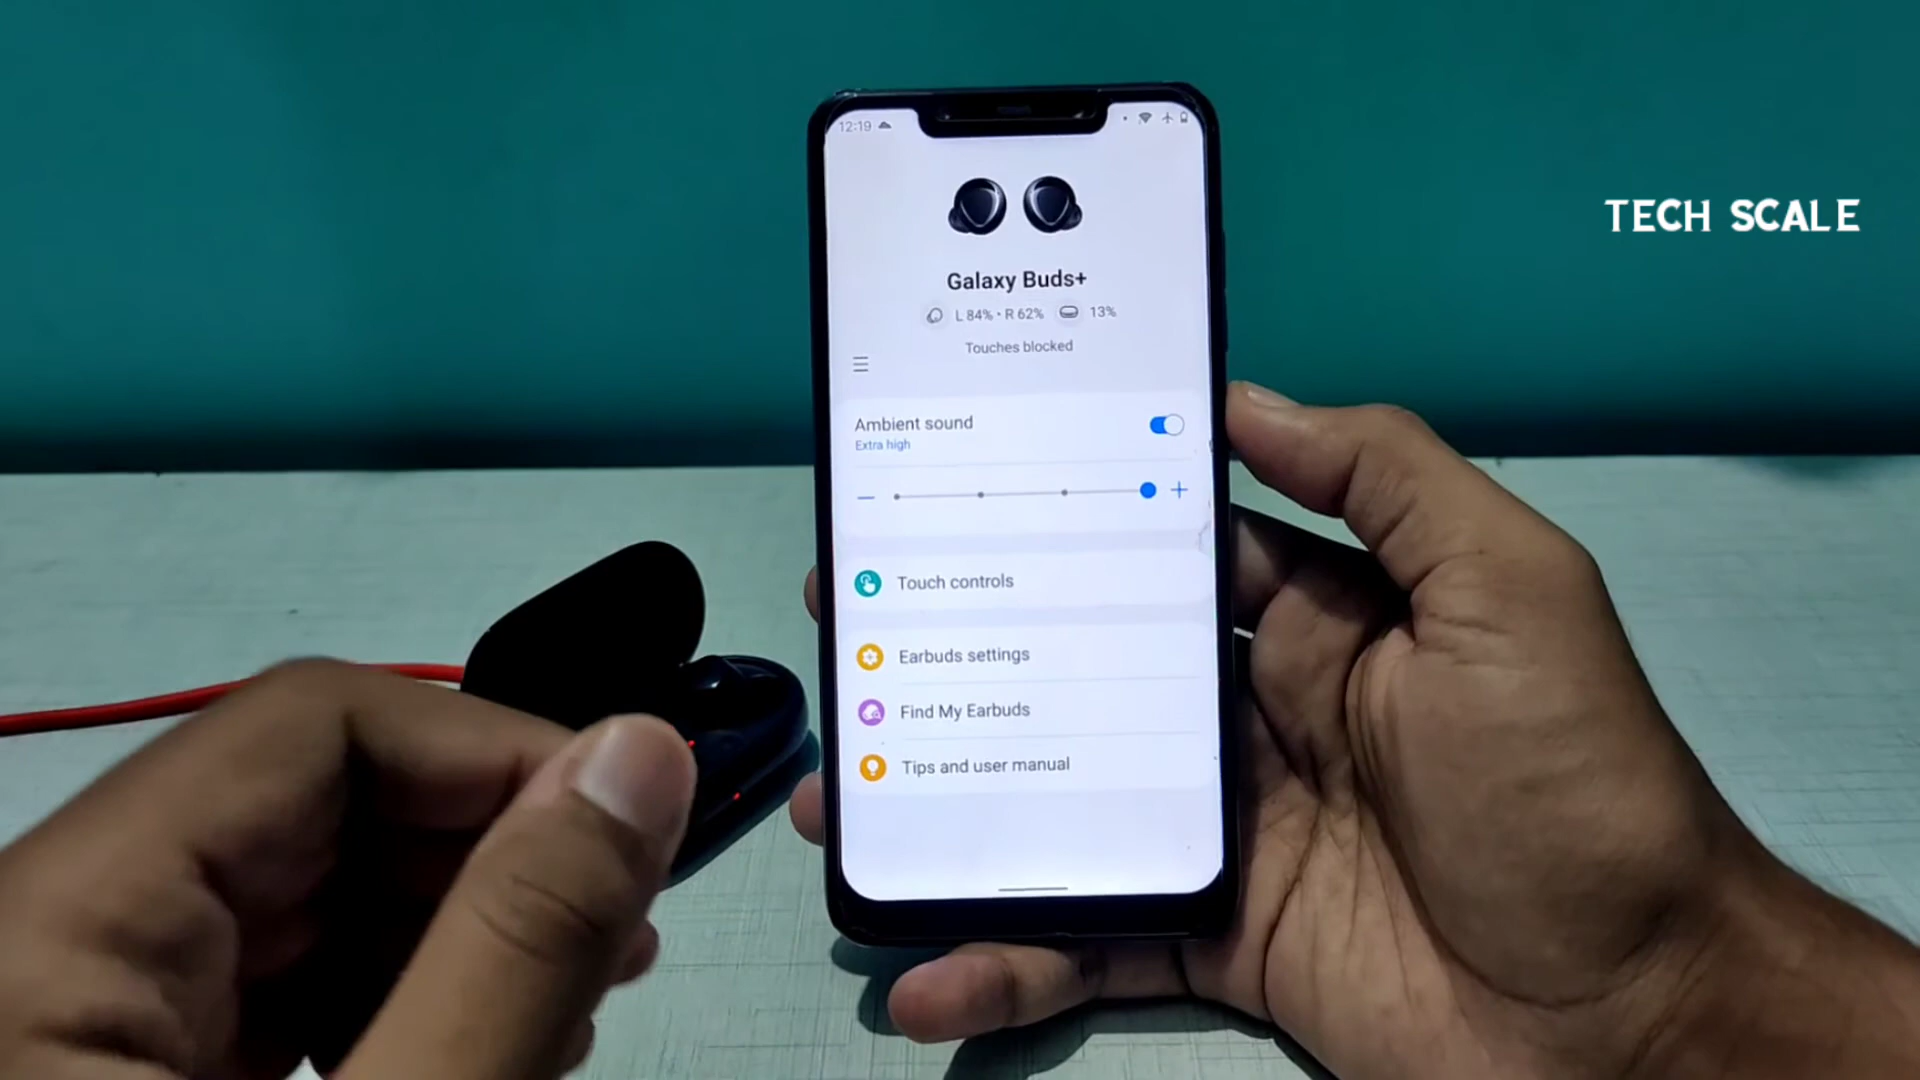 12:19
TECH SCALE
Galaxy Buds+
L 84% • R 62% 13%
Touches blocked
Ambient sound
Extra high
Touch controls
Earbuds settings
Find My Earbuds
Tips and user manual